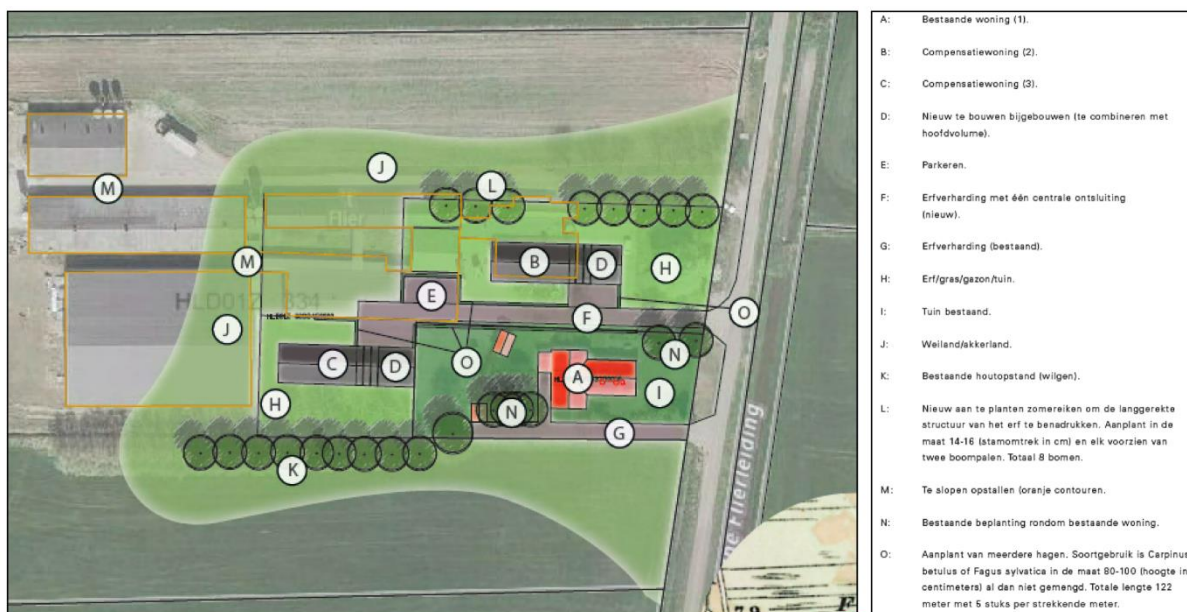 Flier
HLD01
334
J
L
M
B
D
H
M
E
F
O
J
O
N
C
D
A
I
H
N
G
K
ne Flierleiding
F
A: Bestaande woning (1).
B: Compensatiewoning (2).
C: Compensatiewoning (3).
D: Nieuw te bouwen bijgebouwen (te combineren met
hoofdvolume).
E: Parkeren.
F: Erfverharding met één centrale ontsluiting
(nieuw).
G: Erfverharding (bestaand).
H: Erf/gras/gazon/tuin.
I: Tuin bestaand.
J: Weiland/akkerland.
K: Bestaande houtopstand (wilgen).
L: Nieuw aan te planten zomereiken om de langgerekte
structuur van het erf te benadrukken. Aanplant in de
maat 14-16 (stamomtrek in cm) en elk voorzien van
twee boompalen. Totaal 8 bomen.
M: Te slopen opstallen (oranje contouren.
N: Bestaande beplanting rondom bestaande woning.
O: Aanplant van meerdere hagen. Soortgebruik is Carpinus
betulus of Fagus sylvatica in de maat 80-100 (hoogte in
centimeters) al dan niet gemengd. Totale lengte 122
meter met 5 stuks per strekkende meter.